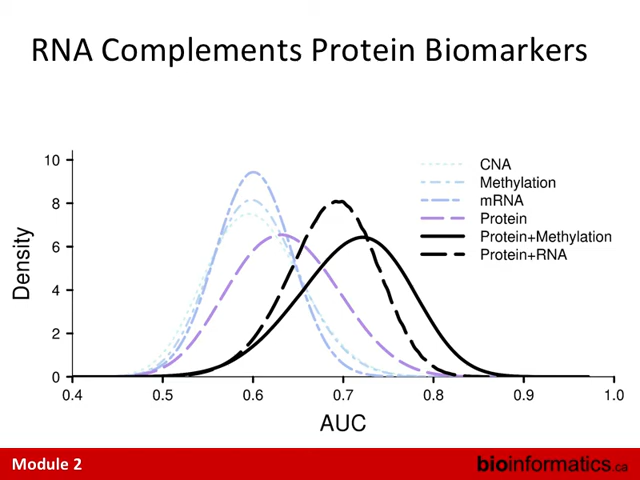 RNA Complements Protein Biomarkers
10
8
6
4
2
0
Density
CNA
Methylation
mRNA
Protein
Protein+Methylation
Protein+RNA
0.4 0.5 0.6 0.7 0.8 0.9 1.0
AUC
Module 2
bioinformatics.ca